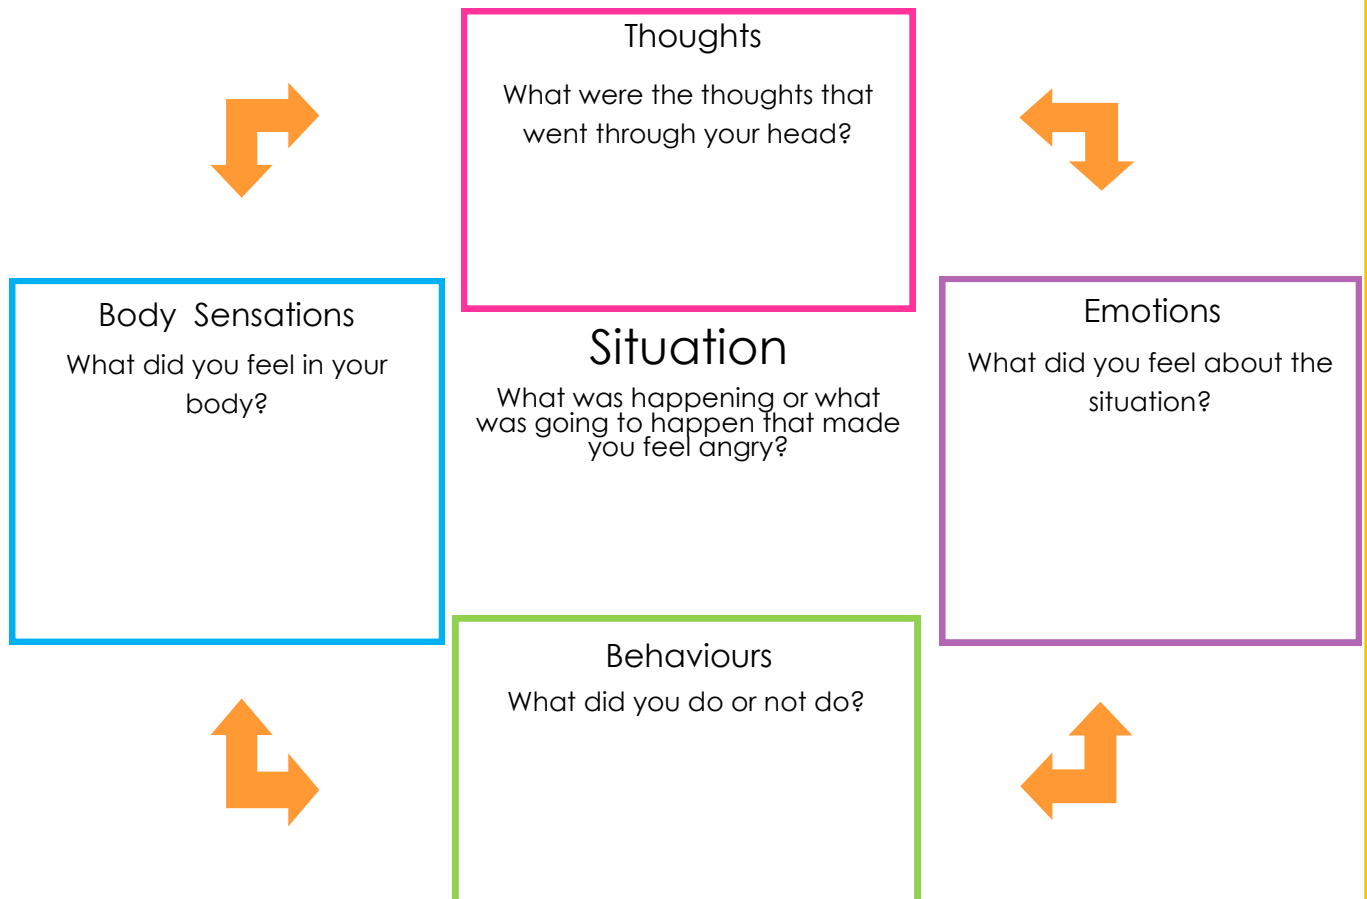 Thoughts
What were the thoughts that
went through your head?
Body Sensations
What did you feel in your
body?
Situation
What was happening or what
was going to happen that made
you feel angry?
Emotions
What did you feel about the
situation?
Behaviours
What did you do or not do?